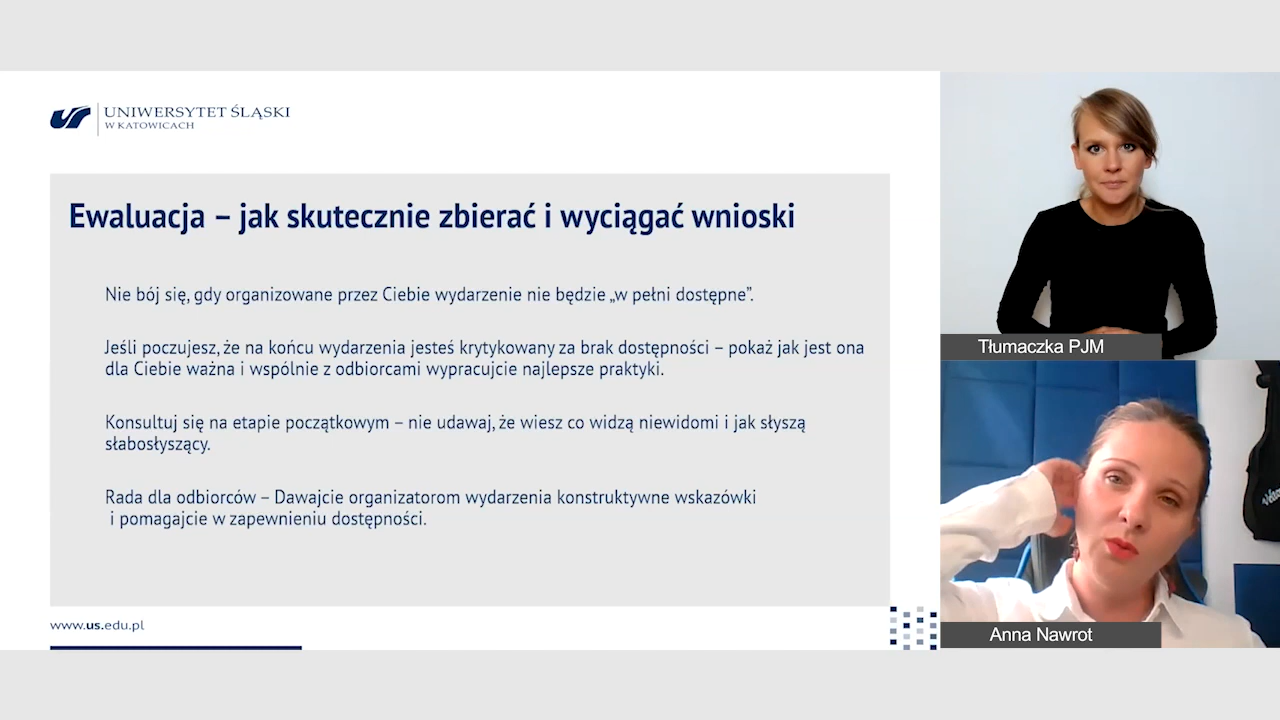 UNIWERSYTET ŚLĄSKI
W KATOWICACH
Ewaluacja – jak skutecznie zbierać i wyciągać wnioski
Nie bój się, gdy organizowane przez Ciebie wydarzenie nie będzie „w pełni dostępne”.
Jeśli poczujesz, że na końcu wydarzenia jesteś krytykowany za brak dostępności – pokaż jak jest ona
dla Ciebie ważna i wspólnie z odbiorcami wypracujcie najlepsze praktyki.
Konsultuj się na etapie początkowym – nie udawaj, że wiesz co widzą niewidomi i jak słyszą
słabosłyszący.
Rada dla odbiorców – Dawajcie organizatorom wydarzenia konstruktywne wskazówki
i pomagajcie w zapewnieniu dostępności.
www.us.edu.pl
Tłumaczka PJM
Anna Nawrot